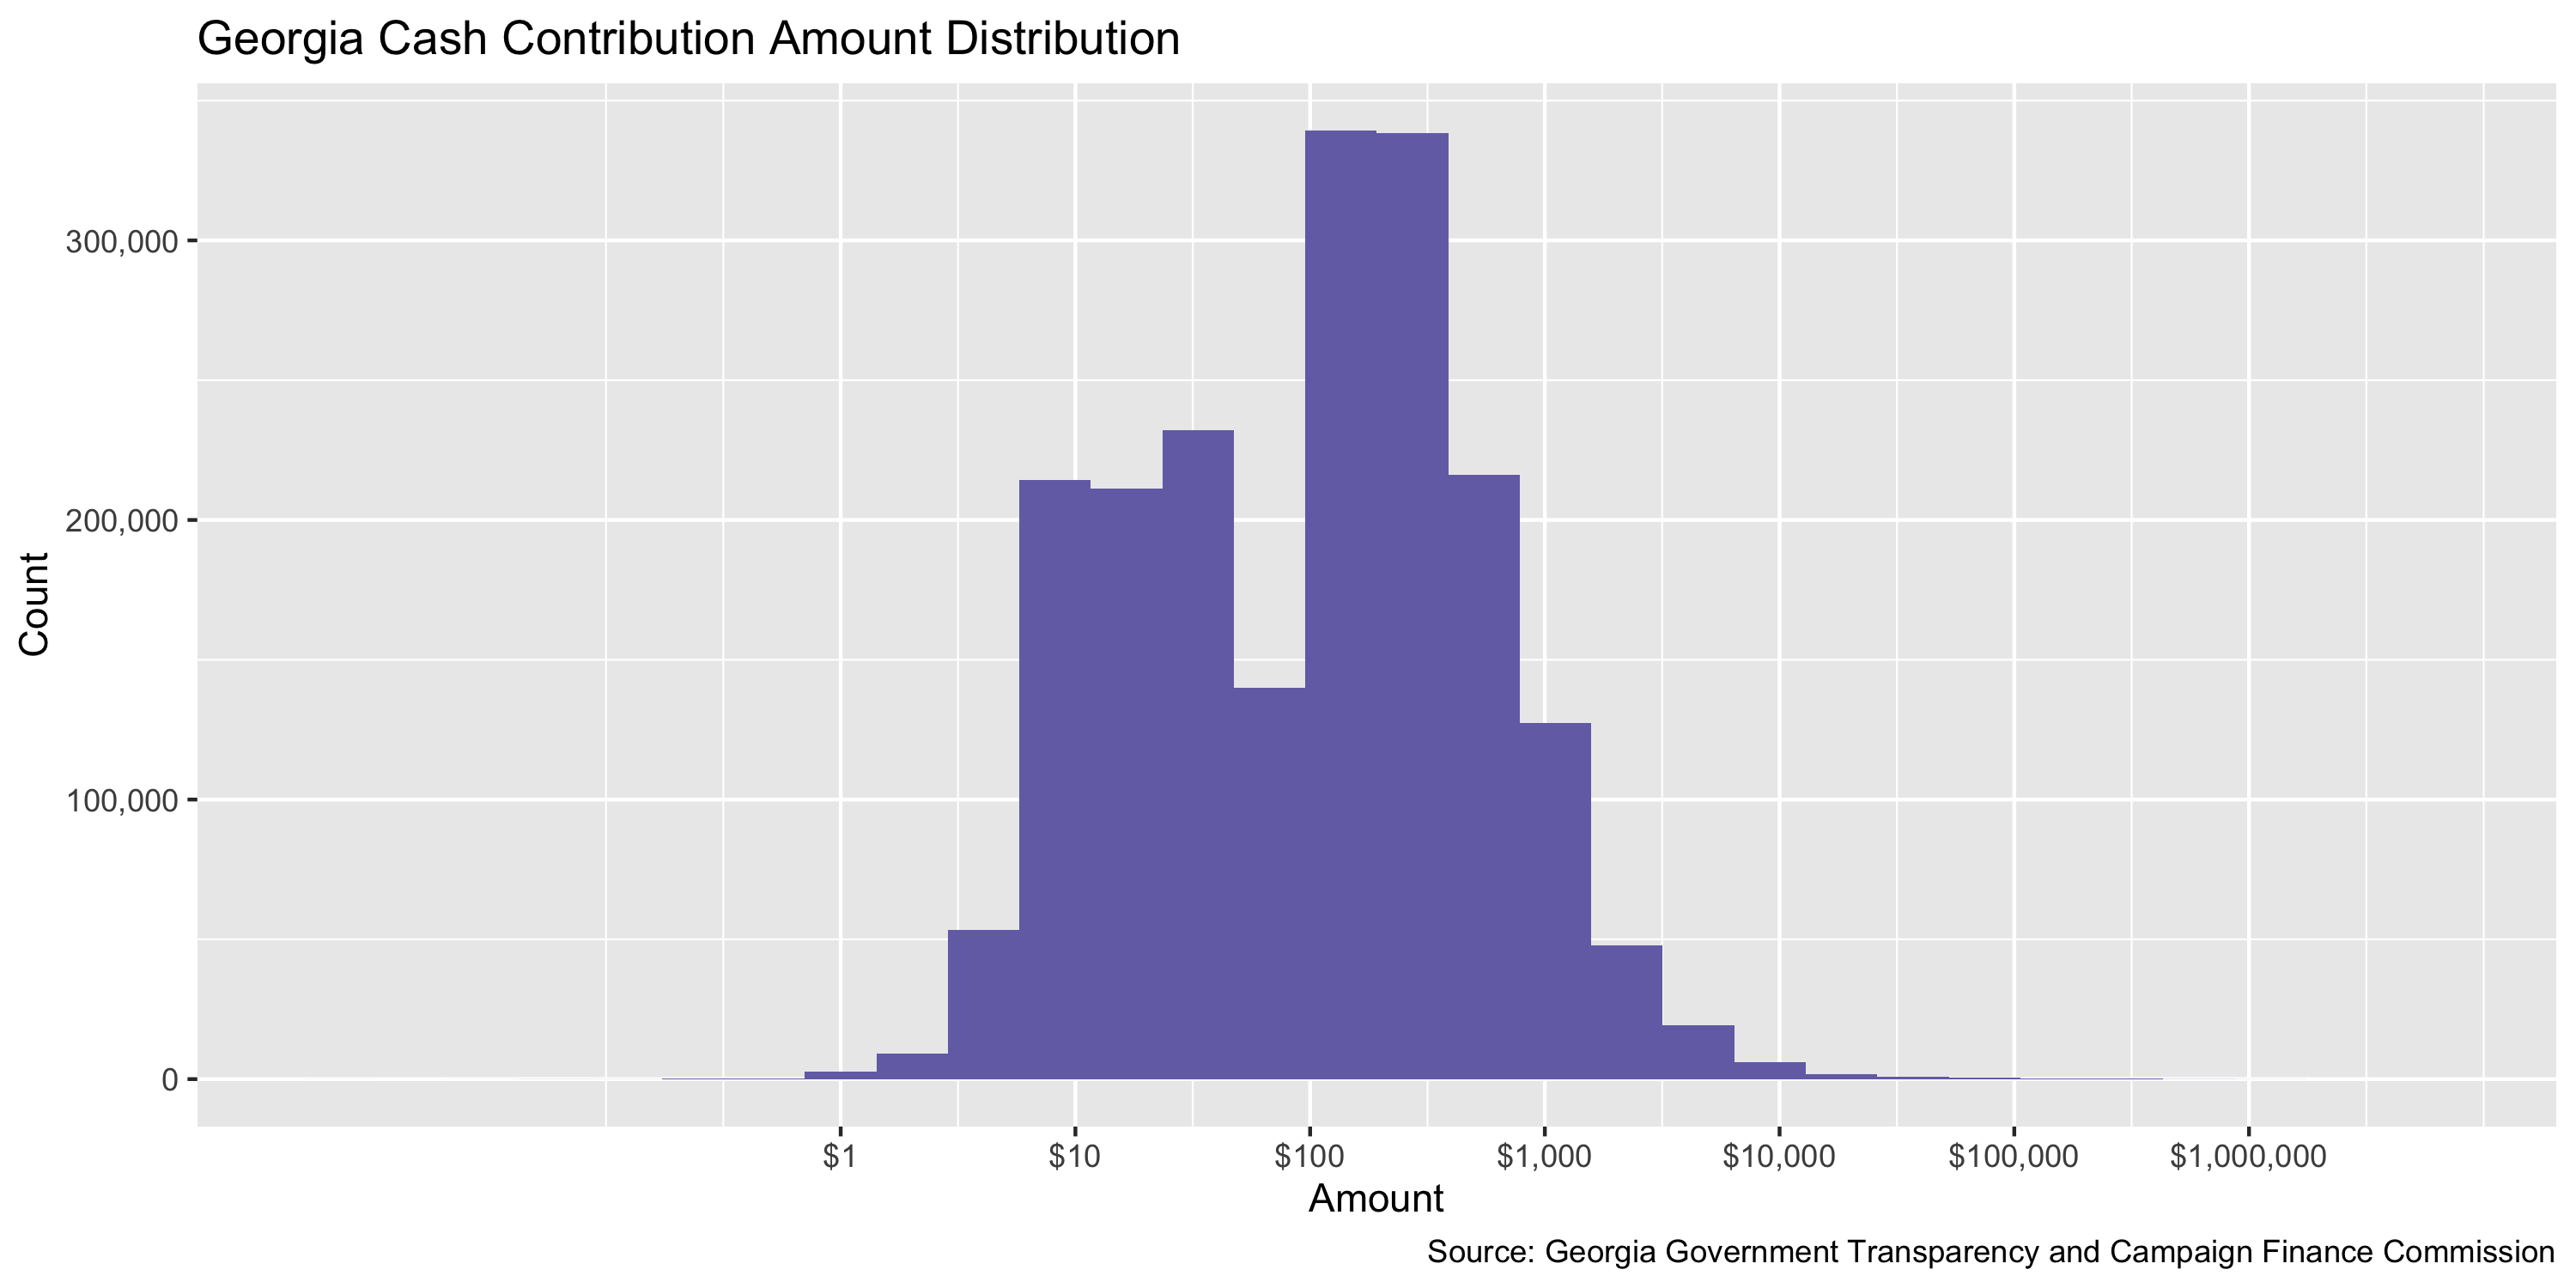 Georgia Cash Contribution Amount Distribution
300,000
200,000
100,000
0
Count
$1 $10 $100 $1,000 $10,000 $100,000 $1,000,000
Amount
Source: Georgia Government Transparency and Campaign Finance Commission